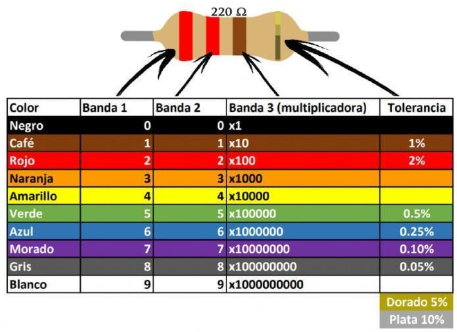 220 Ω
Color Banda 1 Banda 2 Banda 3 (multiplicadora) Tolerancia
Negro 0 0 x1
Café 1 1 x10 1%
Rojo 2 2 x100 2%
Naranja 3 3 x1000
Amarillo 4 4 x10000
Verde 5 5 x100000 0.5%
Azul 6 6 x1000000 0.25%
Morado 7 7 x10000000 0.10%
Gris 8 8 x100000000 0.05%
Blanco 9 9 x1000000000
Dorado 5%
Plata 10%